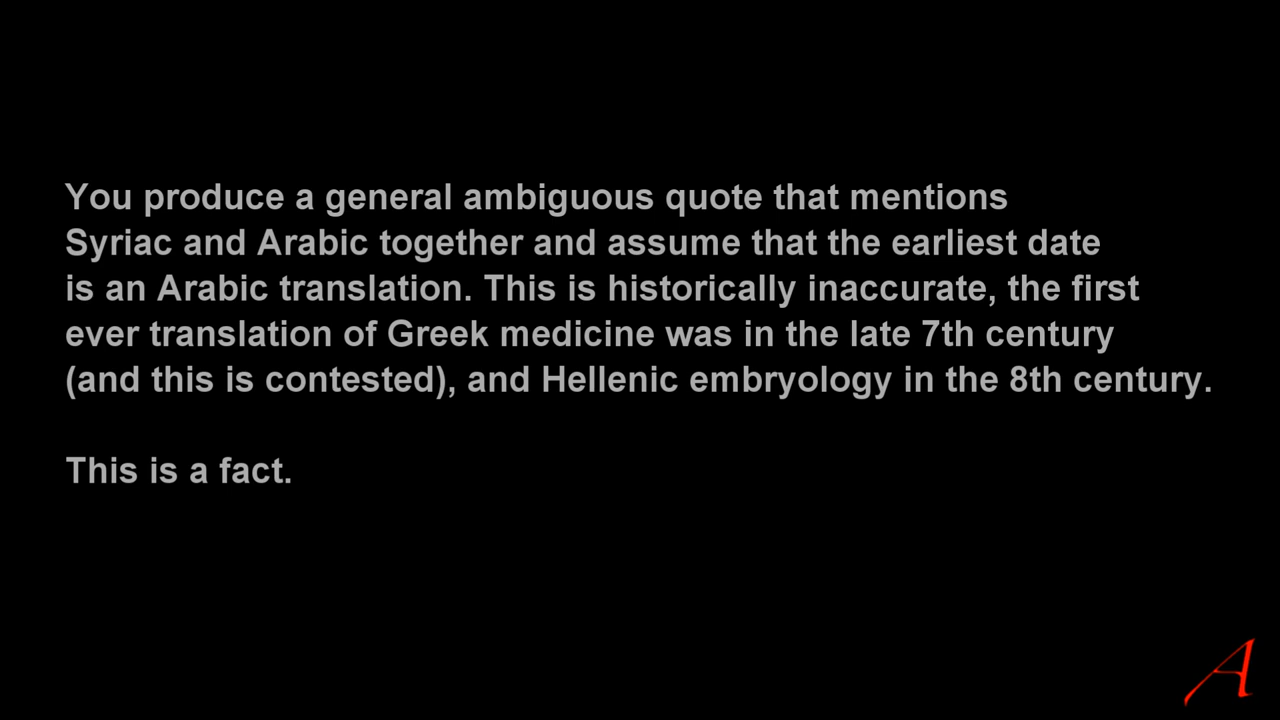 You produce a general ambiguous quote that mentions
Syriac and Arabic together and assume that the earliest date
is an Arabic translation. This is historically inaccurate, the first
ever translation of Greek medicine was in the late 7th century
(and this is contested), and Hellenic embryology in the 8th century.
This is a fact.
A